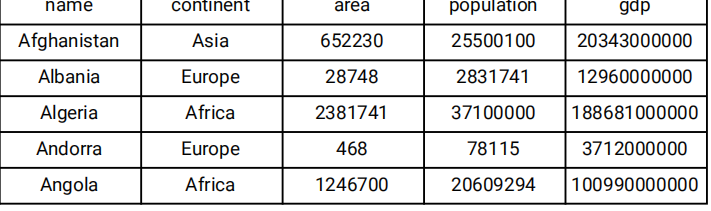 name continent area population gdp
Afghanistan Asia 652230 25500100 20343000000
Albania Europe 28748 2831741 12960000000
Algeria Africa 2381741 37100000 188681000000
Andorra Europe 468 78115 3712000000
Angola Africa 1246700 20609294 100990000000